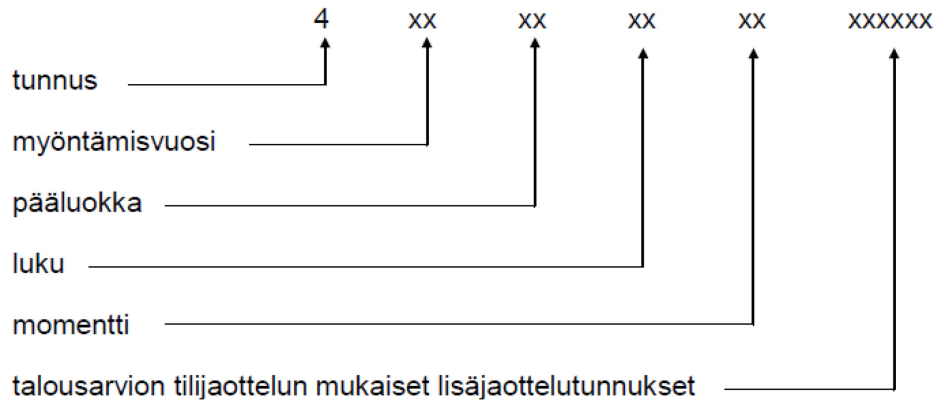 4 xx xx xx xx xxxxxx
tunnus
myöntämisvuosi
pääluokka
luku
momentti
talousarvion tilijaottelun mukaiset lisäjaottelutunnukset